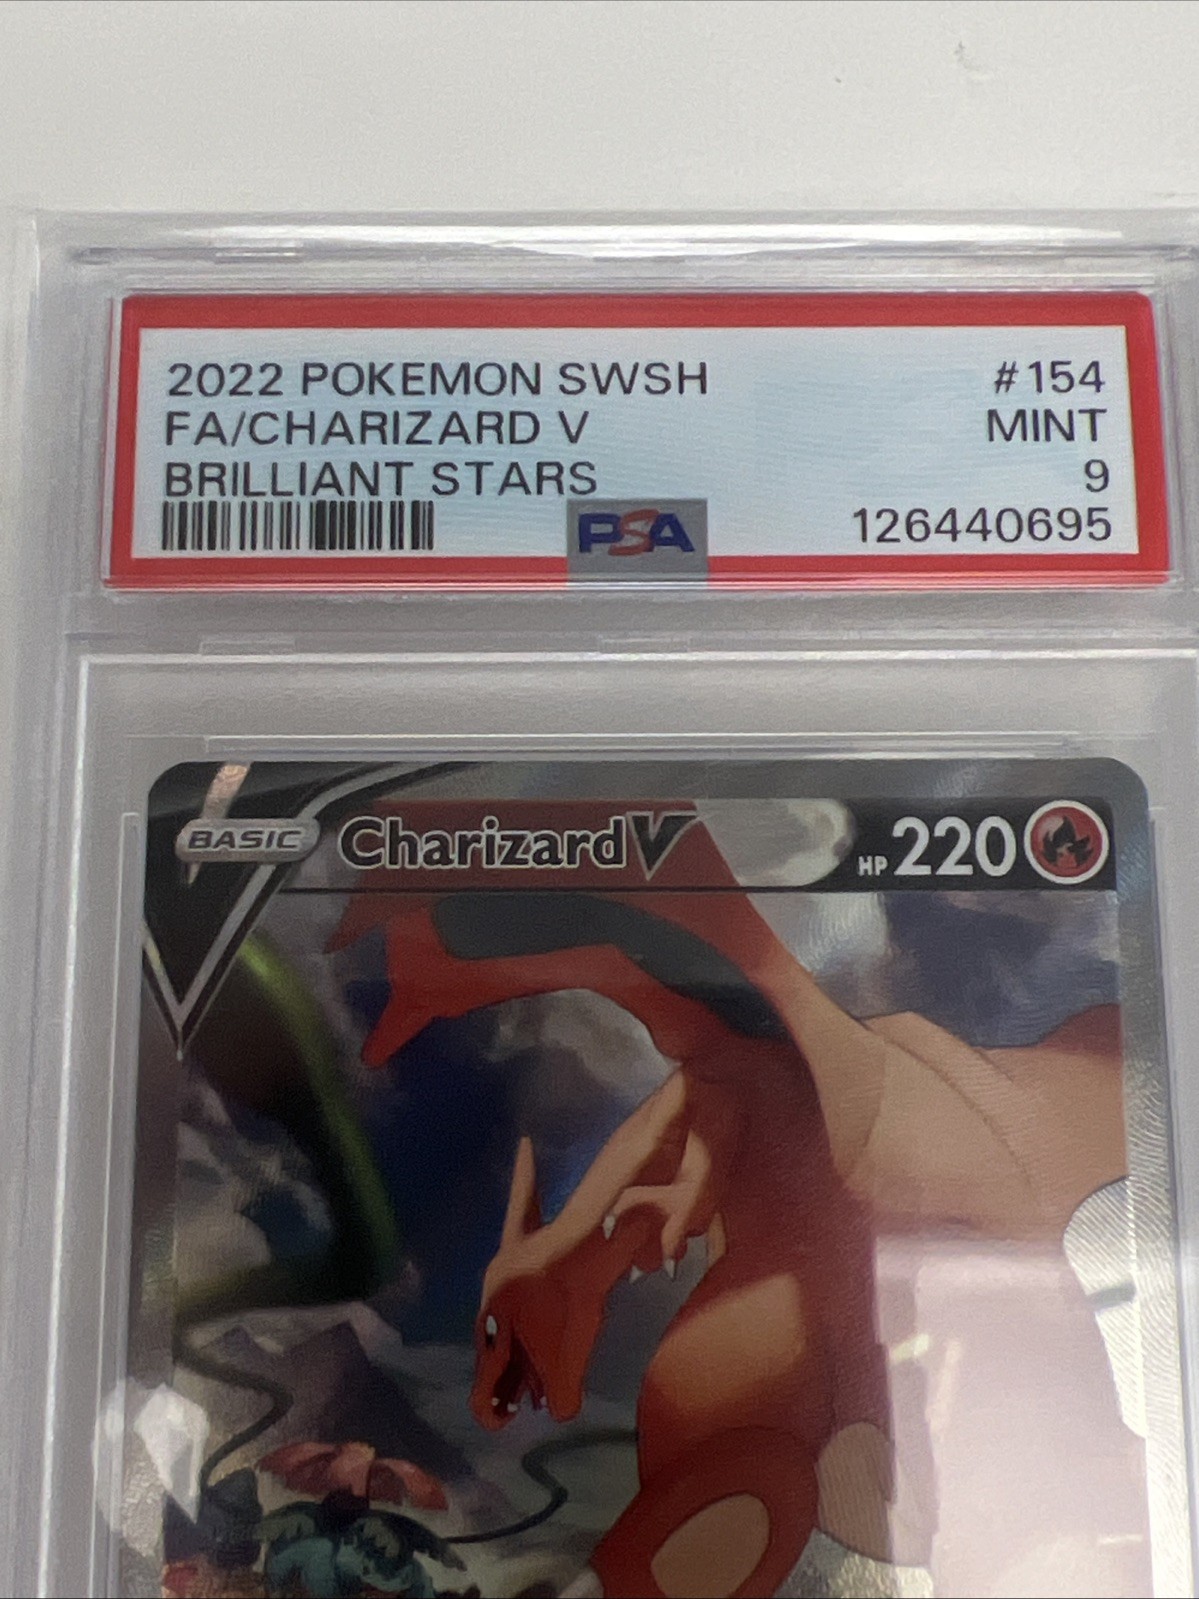 2022 POKEMON SWSH #154
FA/CHARIZARD V MINT
BRILLIANT STARS 9
PSA 126440695
BASIC Charizard V HP 220